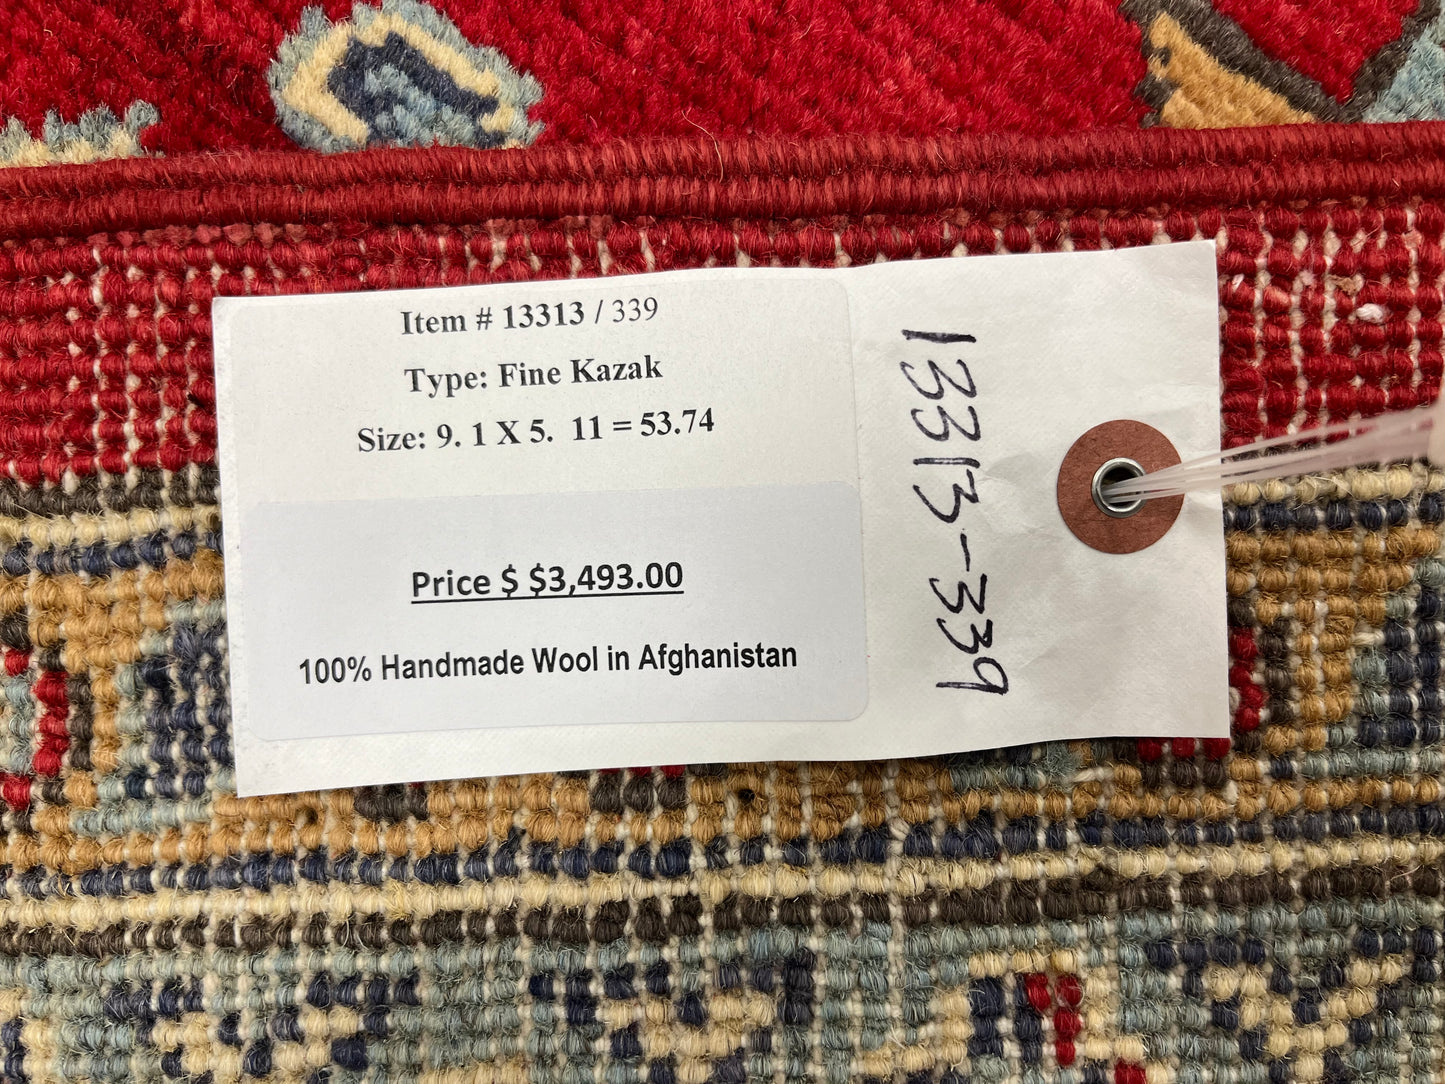 Item # 13313 / 339
Type: Fine Kazak
Size: 9. 1 X 5. 11 = 53.74
Price $ $3,493.00
100% Handmade Wool in Afghanistan
13313-339